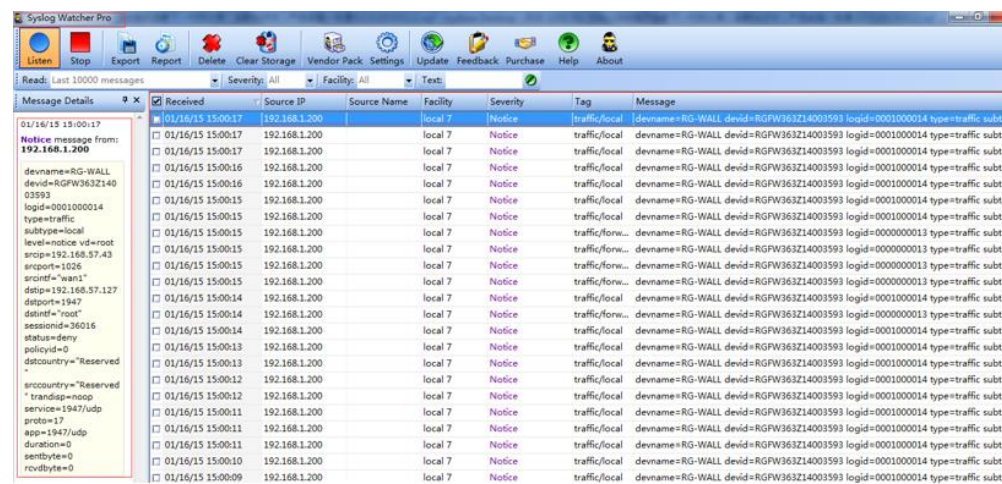 Syslog Watcher Pro
Listen Stop Export Report Delete Clear Storage Vendor Pack Settings Update Feedback Purchase Help About
Read: Last 10000 messages Severity: All Facility: All Text:
Message Details
01/16/15 15:00:17
Notice message from:
192.168.1.200
devname=RG-WALL
devid=RGFW363Z140
03593
logid=0001000014
type=traffic
subtype=local
level=notice vd=root
srcip=192.168.57.43
srcport=1026
srcintf="wan1"
dstip=192.168.57.127
dstport=1947
dstintf="root"
sessionid=36016
status=deny
policyid=0
dstcountry="Reserved
"
srccountry="Reserved
" trandisp=noop
service=1947/udp
proto=17
app=1947/udp
duration=0
sentbyte=0
rcvdbyte=0
Received Source IP Source Name Facility Severity Tag Message
01/16/15 15:00:17 192.168.1.200 local 7 Notice traffic/local devname=RG-WALL devid=RGFW363Z14003593 logid=0001000014 type=traffic subt
01/16/15 15:00:17 192.168.1.200 local 7 Notice traffic/local devname=RG-WALL devid=RGFW363Z14003593 logid=0001000014 type=traffic subt
01/16/15 15:00:17 192.168.1.200 local 7 Notice traffic/local devname=RG-WALL devid=RGFW363Z14003593 logid=0001000014 type=traffic subt
01/16/15 15:00:16 192.168.1.200 local 7 Notice traffic/local devname=RG-WALL devid=RGFW363Z14003593 logid=0001000014 type=traffic subt
01/16/15 15:00:16 192.168.1.200 local 7 Notice traffic/local devname=RG-WALL devid=RGFW363Z14003593 logid=0001000014 type=traffic subt
01/16/15 15:00:15 192.168.1.200 local 7 Notice traffic/local devname=RG-WALL devid=RGFW363Z14003593 logid=0001000014 type=traffic subt
01/16/15 15:00:15 192.168.1.200 local 7 Notice traffic/local devname=RG-WALL devid=RGFW363Z14003593 logid=0001000014 type=traffic subt
01/16/15 15:00:15 192.168.1.200 local 7 Notice traffic/forw... devname=RG-WALL devid=RGFW363Z14003593 logid=0000000013 type=traffic subt
01/16/15 15:00:15 192.168.1.200 local 7 Notice traffic/forw... devname=RG-WALL devid=RGFW363Z14003593 logid=0000000013 type=traffic subt
01/16/15 15:00:15 192.168.1.200 local 7 Notice traffic/forw... devname=RG-WALL devid=RGFW363Z14003593 logid=0000000013 type=traffic subt
01/16/15 15:00:15 192.168.1.200 local 7 Notice traffic/forw... devname=RG-WALL devid=RGFW363Z14003593 logid=0000000013 type=traffic subt
01/16/15 15:00:14 192.168.1.200 local 7 Notice traffic/local devname=RG-WALL devid=RGFW363Z14003593 logid=0001000014 type=traffic subt
01/16/15 15:00:14 192.168.1.200 local 7 Notice traffic/forw... devname=RG-WALL devid=RGFW363Z14003593 logid=0000000013 type=traffic subt
01/16/15 15:00:14 192.168.1.200 local 7 Notice traffic/local devname=RG-WALL devid=RGFW363Z14003593 logid=0001000014 type=traffic subt
01/16/15 15:00:13 192.168.1.200 local 7 Notice traffic/local devname=RG-WALL devid=RGFW363Z14003593 logid=0001000014 type=traffic subt
01/16/15 15:00:13 192.168.1.200 local 7 Notice traffic/local devname=RG-WALL devid=RGFW363Z14003593 logid=0001000014 type=traffic subt
01/16/15 15:00:12 192.168.1.200 local 7 Notice traffic/local devname=RG-WALL devid=RGFW363Z14003593 logid=0001000014 type=traffic subt
01/16/15 15:00:12 192.168.1.200 local 7 Notice traffic/local devname=RG-WALL devid=RGFW363Z14003593 logid=0001000014 type=traffic subt
01/16/15 15:00:11 192.168.1.200 local 7 Notice traffic/local devname=RG-WALL devid=RGFW363Z14003593 logid=0001000014 type=traffic subt
01/16/15 15:00:11 192.168.1.200 local 7 Notice traffic/local devname=RG-WALL devid=RGFW363Z14003593 logid=0001000014 type=traffic subt
01/16/15 15:00:11 192.168.1.200 local 7 Notice traffic/local devname=RG-WALL devid=RGFW363Z14003593 logid=0001000014 type=traffic subt
01/16/15 15:00:10 192.168.1.200 local 7 Notice traffic/local devname=RG-WALL devid=RGFW363Z14003593 logid=0001000014 type=traffic subt
01/16/15 15:00:09 192.168.1.200 local 7 Notice traffic/local devname=RG-WALL devid=RGFW363Z14003593 logid=0001000014 type=traffic subt